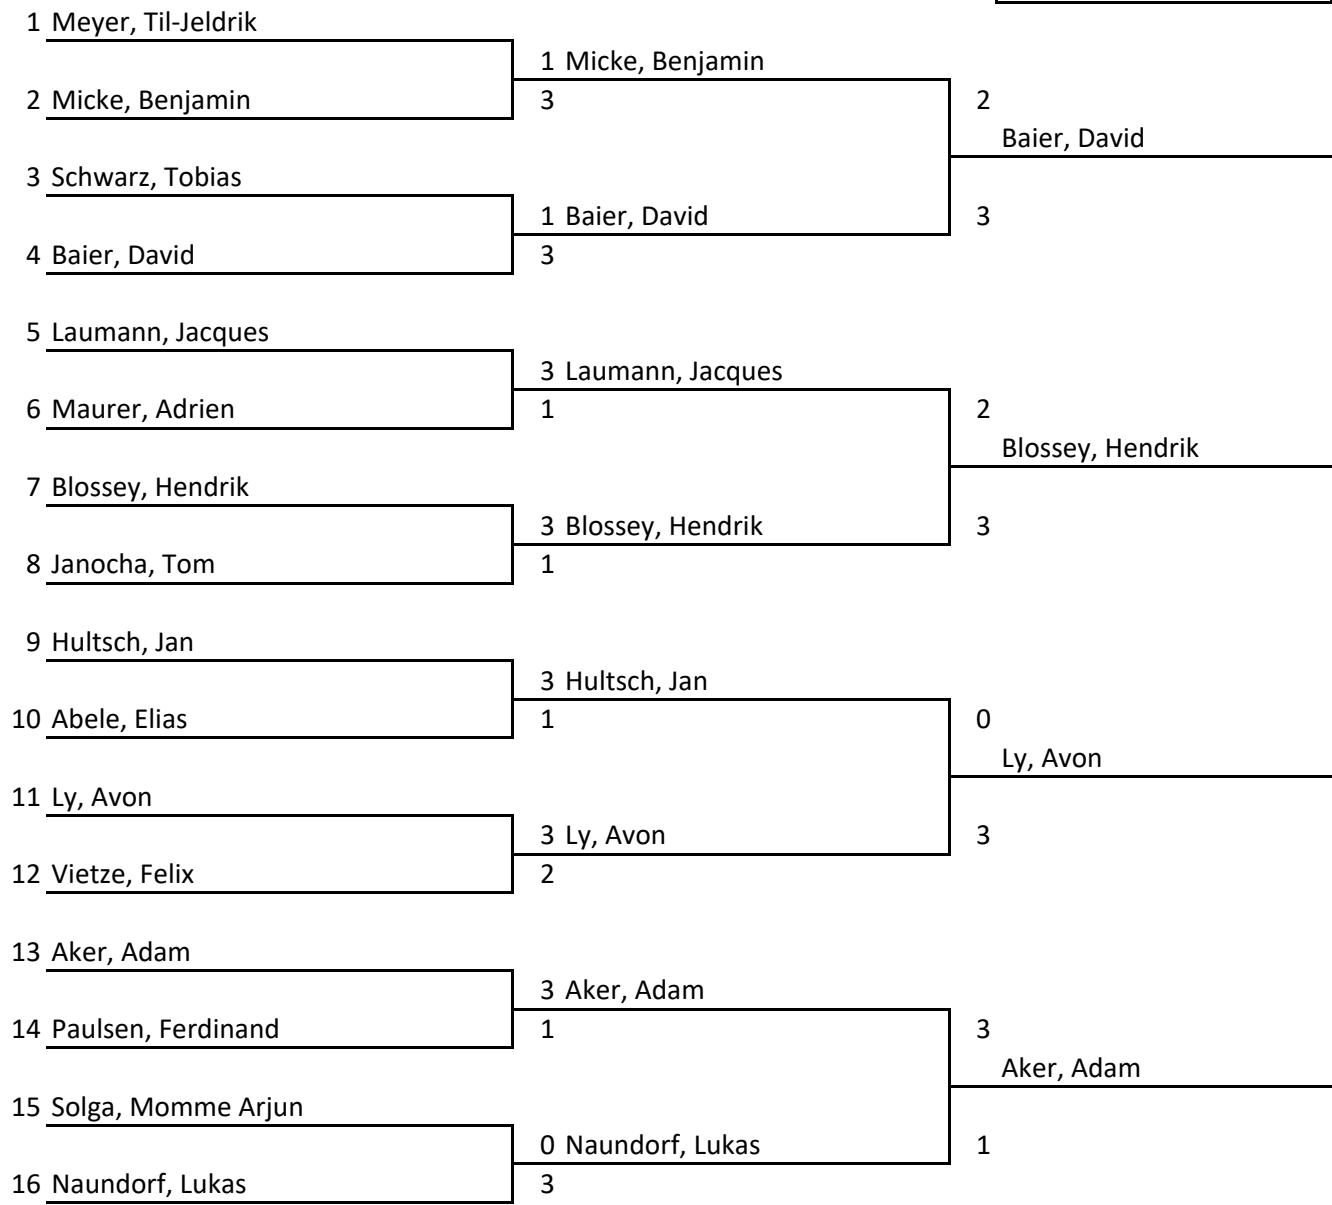 1 Meyer, Til-Jeldrik
1 Micke, Benjamin
2 Micke, Benjamin
3
2
Baier, David
3 Schwarz, Tobias
1 Baier, David
3
4 Baier, David
3
5 Laumann, Jacques
3 Laumann, Jacques
6 Maurer, Adrien
1
2
Blossey, Hendrik
7 Blossey, Hendrik
3 Blossey, Hendrik
3
8 Janocha, Tom
1
9 Hultsch, Jan
3 Hultsch, Jan
10 Abele, Elias
1
0
Ly, Avon
11 Ly, Avon
3 Ly, Avon
3
12 Vietze, Felix
2
13 Aker, Adam
3 Aker, Adam
14 Paulsen, Ferdinand
1
3
Aker, Adam
15 Solga, Momme Arjun
0 Naundorf, Lukas
1
16 Naundorf, Lukas
3